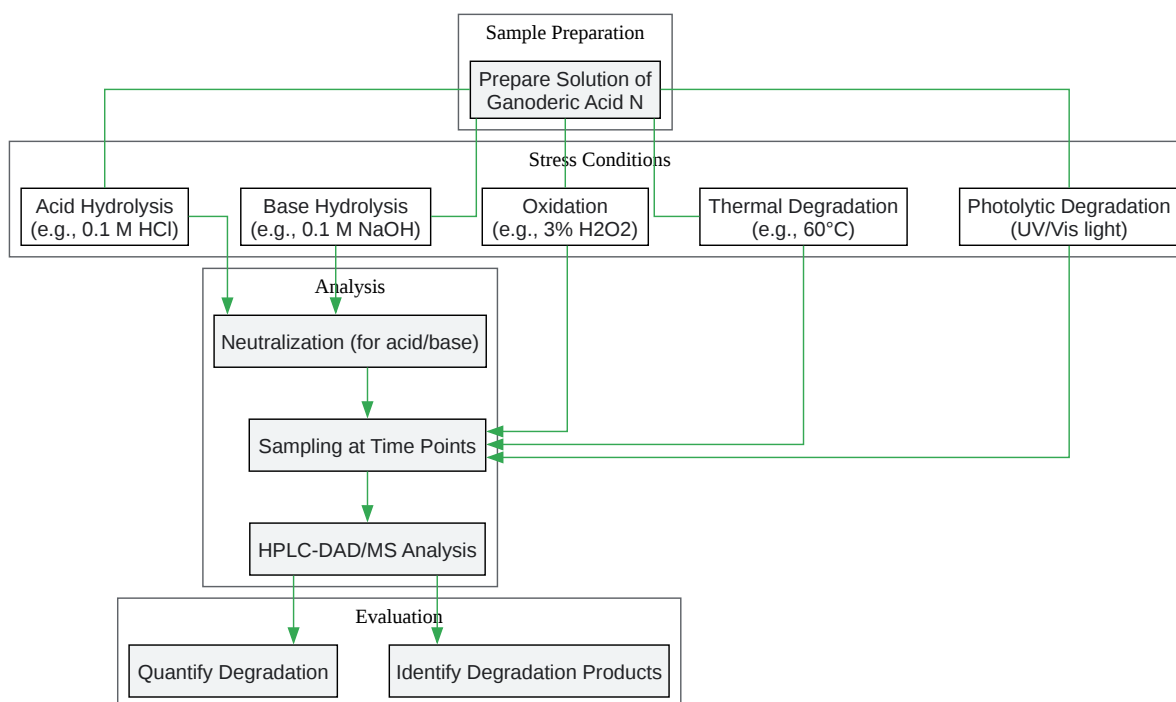 Sample Preparation
Prepare Solution of
Ganoderic Acid N
Stress Conditions
Acid Hydrolysis
(e.g., 0.1 M HCl)
Base Hydrolysis
(e.g., 0.1 M NaOH)
Oxidation
(e.g., 3% H2O2)
Thermal Degradation
(e.g., 60°C)
Photolytic Degradation
(UV/Vis light)
Analysis
Neutralization (for acid/base)
Sampling at Time Points
HPLC-DAD/MS Analysis
Evaluation
Quantify Degradation
Identify Degradation Products